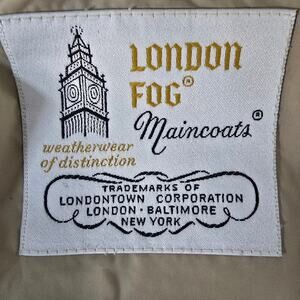 LONDON
FOG®
Maincoats®
weatherwear
of distinction
TRADEMARKS OF
LONDONTOWN CORPORATION
LONDON · BALTIMORE
NEW YORK